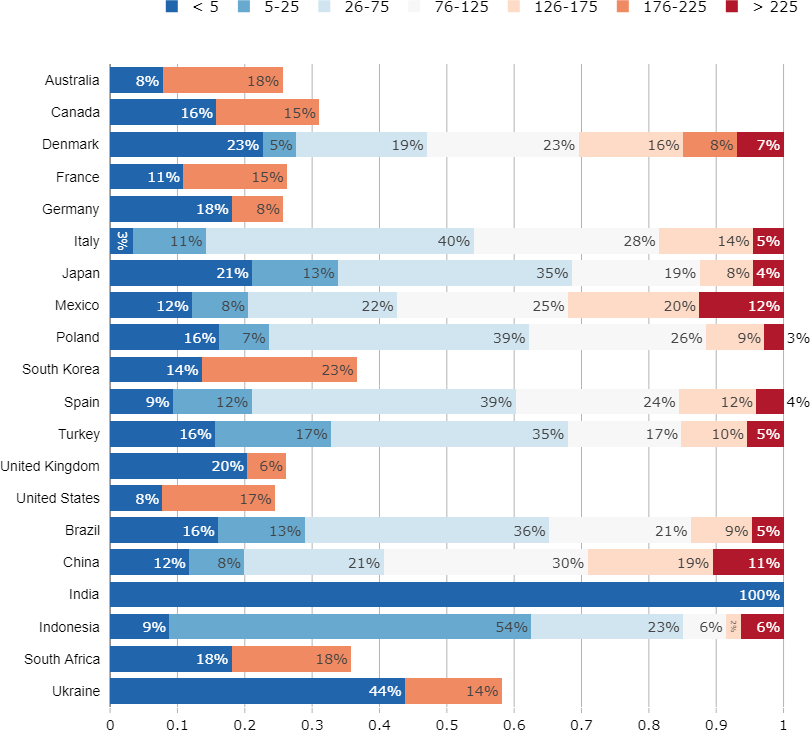 < 5 5-25 26-75 76-125 126-175 176-225 > 225
Australia 8% 18%
Canada 16% 15%
Denmark 23% 5% 19% 23% 16% 8% 7%
France 11% 15%
Germany 18% 8%
Italy 3% 11% 40% 28% 14% 5%
Japan 21% 13% 35% 19% 8% 4%
Mexico 12% 8% 22% 25% 20% 12%
Poland 16% 7% 39% 26% 9% 3%
South Korea 14% 23%
Spain 9% 12% 39% 24% 12% 4%
Turkey 16% 17% 35% 17% 10% 5%
United Kingdom 20% 6%
United States 8% 17%
Brazil 16% 13% 36% 21% 9% 5%
China 12% 8% 21% 30% 19% 11%
India 100%
Indonesia 9% 54% 23% 6% 2% 6%
South Africa 18% 18%
Ukraine 44% 14%
0 0.1 0.2 0.3 0.4 0.5 0.6 0.7 0.8 0.9 1